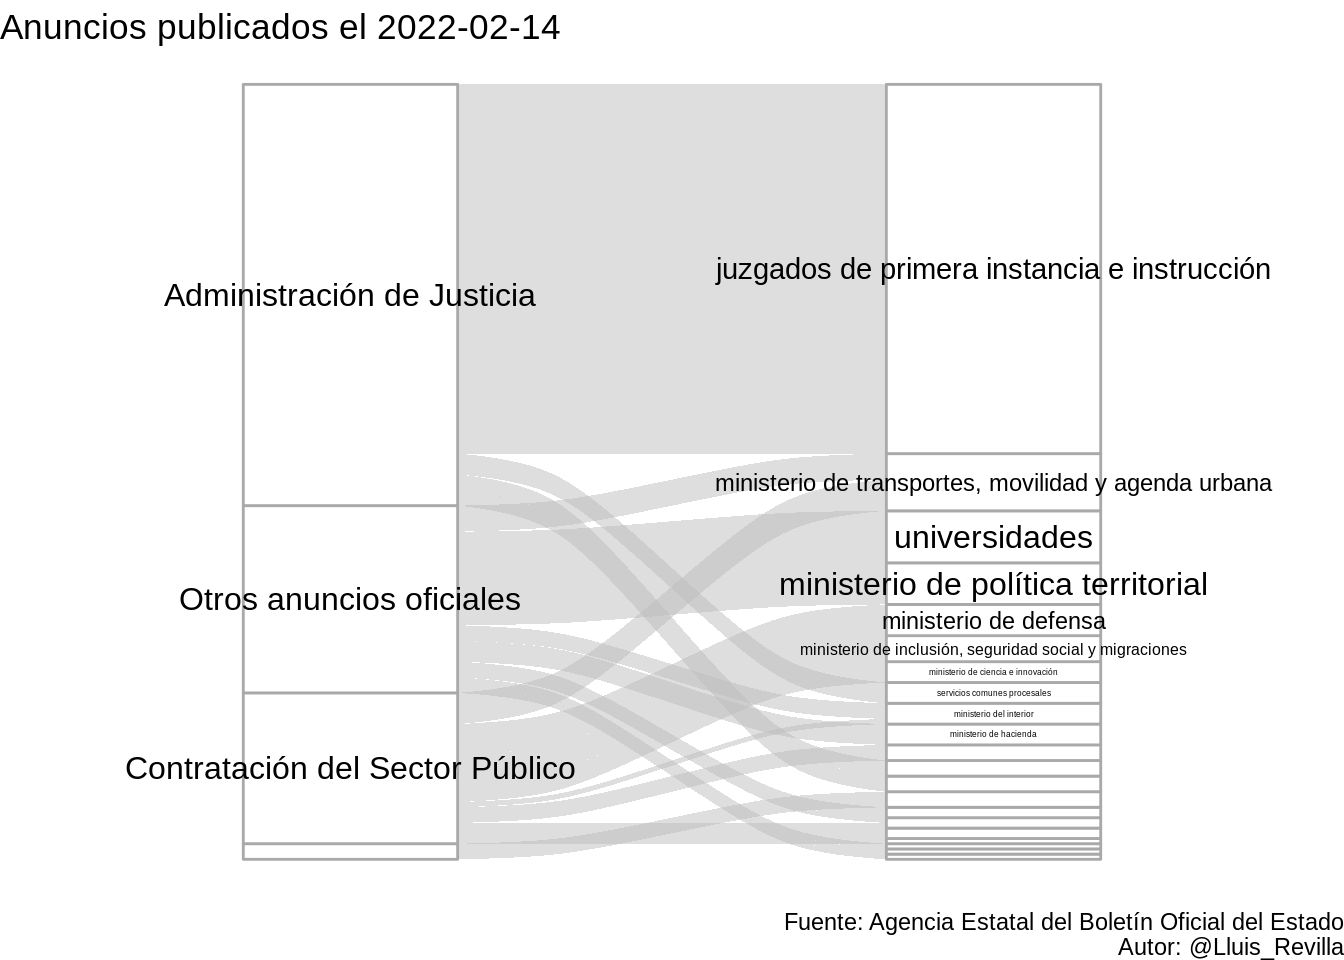 Anuncios publicados el 2022-02-14
Administración de Justicia
Otros anuncios oficiales
Contratación del Sector Público
juzgados de primera instancia e instrucción
ministerio de transportes, movilidad y agenda urbana
universidades
ministerio de política territorial
ministerio de defensa
ministerio de inclusión, seguridad social y migraciones
ministerio de ciencia e innovación
servicios comunes procesales
ministerio del interior
ministerio de hacienda
Fuente: Agencia Estatal del Boletín Oficial del Estado
Autor: @Lluis_Revilla